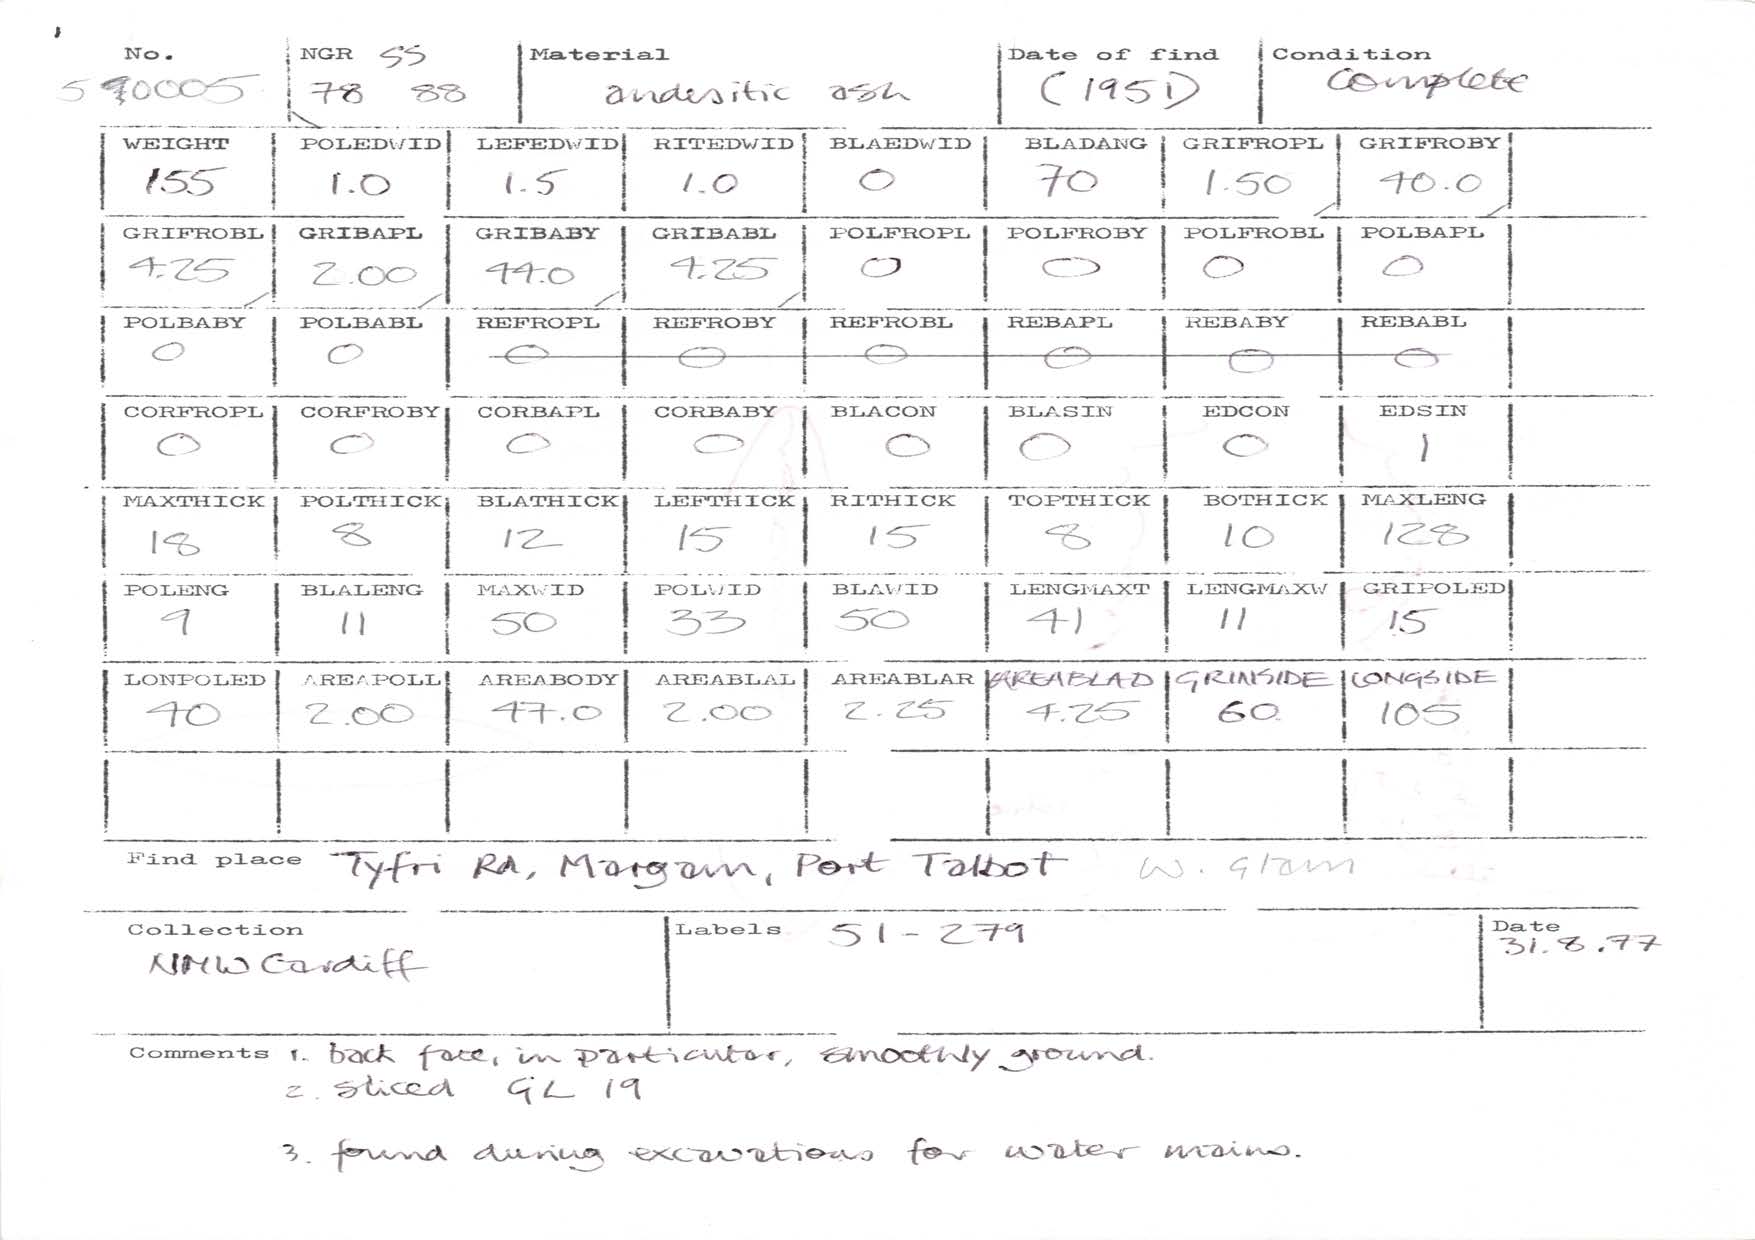 No. NGR SS Material Date of find Condition
590005 78 88 andesitic ash (1951) complete
WEIGHT POLEDWID LEFEDWID RITEDWID BLAEDWID BLADANG GRIFROPL GRIFROBY
155 1.0 1.5 1.0 0 70 1.50 40.0
GRIFROBL GRIBAPL GRIBABY GRIBABL POLFROPL POLFROBY POLFROBL POLBAPL
4.25 2.00 44.0 4.25 0 0 0 0
POLBABY POLBABL REFROPL REFROBY REFROBL REBAPL REBABY REBABL
0 0 0 0 0 0 0 0
CORFROPL CORFROBY CORBAPL CORBABY BLACON BLASIN EDCON EDSIN
0 0 0 0 0 0 0 1
MAXTHICK POLTHICK BLATHICK LEFTHICK RITHICK TOPTHICK BOTHICK MAXLENG
18 8 12 15 15 8 10 128
POLENG BLALENG MAXWID POLWID BLAWID LENGMAXT LENGMAXW GRIPOLED
9 11 50 33 50 41 11 15
LONPOLED AREAPOLL AREABODY AREABLAL AREABLAR AREABLAD GRINSIDE LONGSIDE
40 2.00 47.0 2.00 2.25 4.25 60 105
Find place Tyfri Rd, Margam, Port Talbot W. Glam
Collection Labels 51-279 Date
NMW Cardiff 31.8.77
Comments 1. back face, in particular, smoothly ground.
2. sliced GL 19
3. found during excavations for water mains.